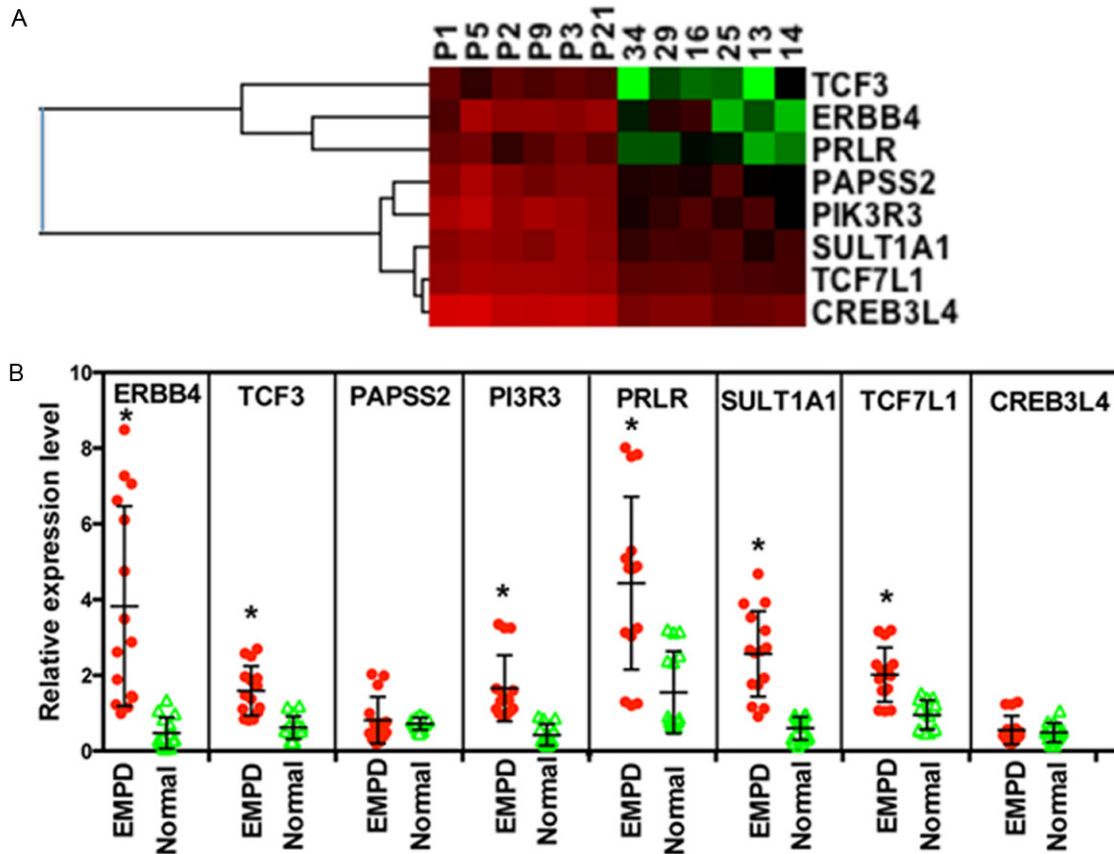 A
P1 P5 P2 P9 P3 P21 34 29 16 25 13 14
TCF3
ERBB4
PRLR
PAPSS2
PIK3R3
SULT1A1
TCF7L1
CREB3L4
B
Relative expression level
10
8
6
4
2
0
ERBB4 TCF3 PAPSS2 PI3R3 PRLR SULT1A1 TCF7L1 CREB3L4
* * * * * *
EMPD Normal EMPD Normal EMPD Normal EMPD Normal EMPD Normal EMPD Normal EMPD Normal EMPD Normal